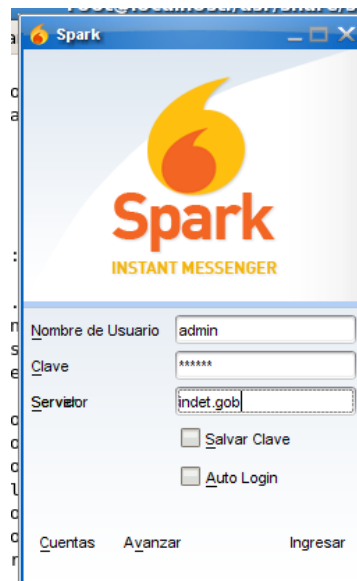 Spark
Spark
INSTANT MESSENGER
Nombre de Usuario admin
Clave ******
Servidor indet.gob
Salvar Clave
Auto Login
Cuentas Avanzar Ingresar